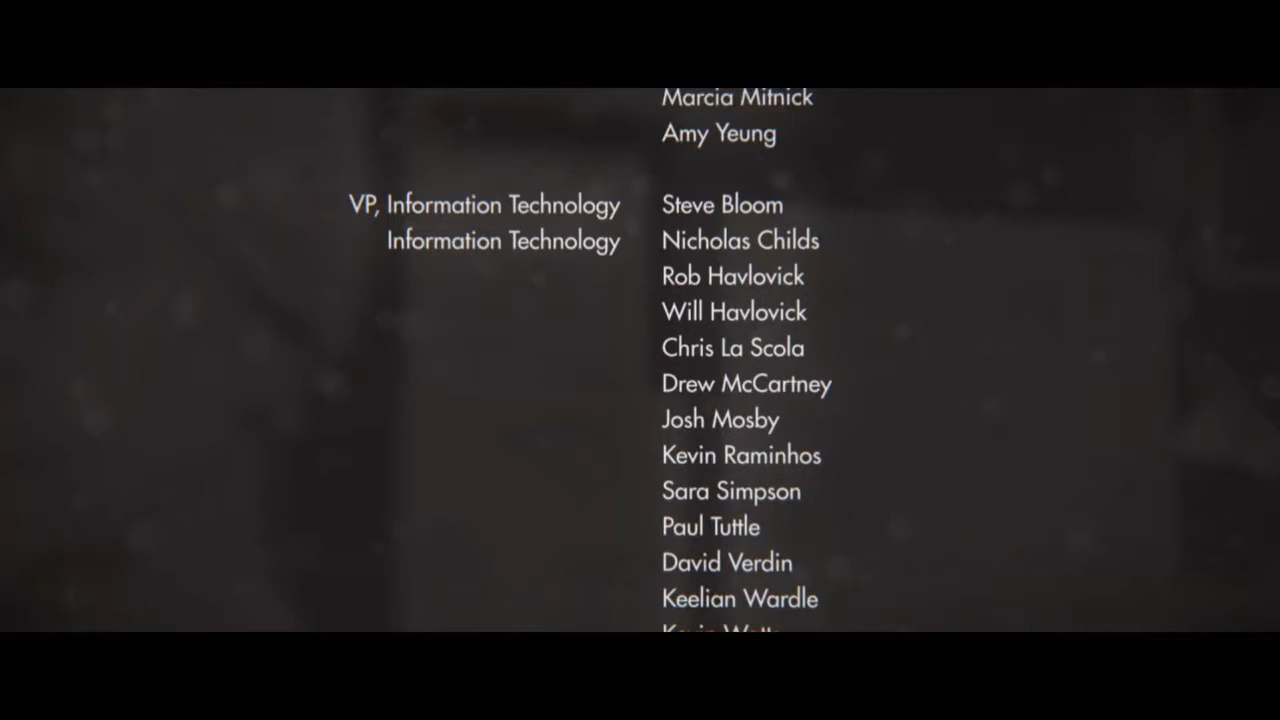 Marcia Mitnick
Amy Yeung
VP, Information Technology Steve Bloom
Information Technology Nicholas Childs
Rob Havlovick
Will Havlovick
Chris La Scola
Drew McCartney
Josh Mosby
Kevin Raminhos
Sara Simpson
Paul Tuttle
David Verdin
Keelian Wardle